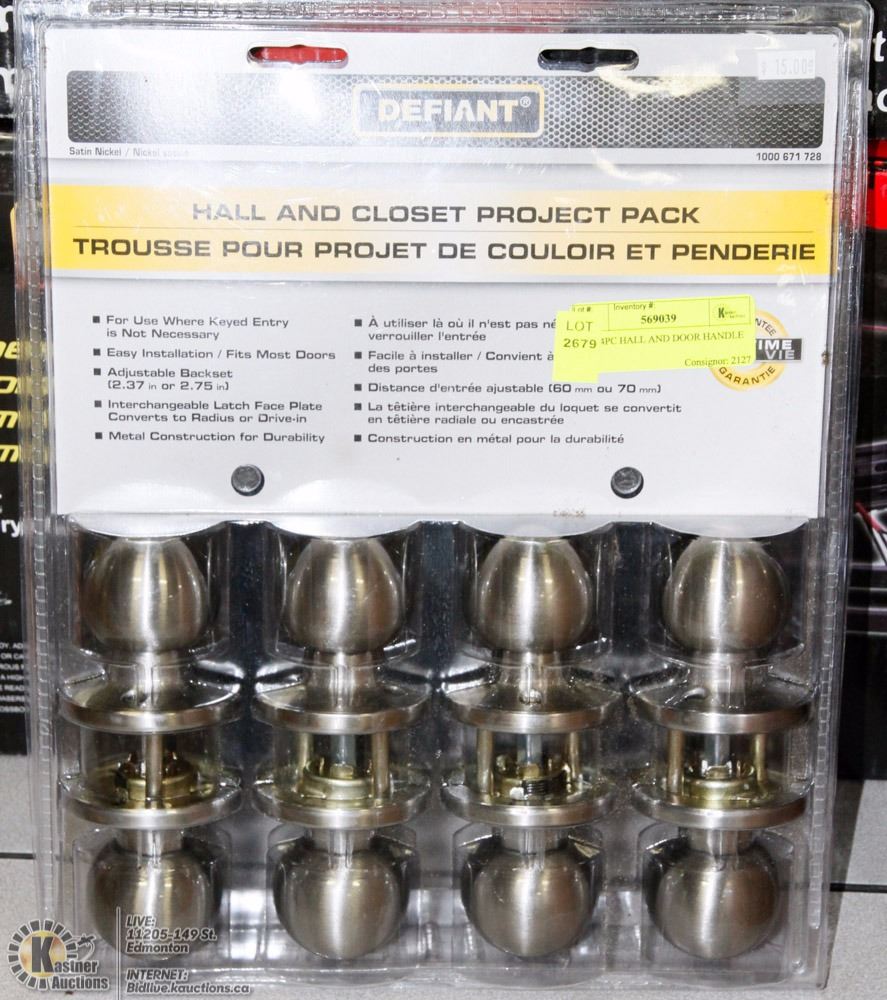 $ 15.00
DEFIANT®
Satin Nickel / Nickel
1000 671 728
HALL AND CLOSET PROJECT PACK
TROUSSE POUR PROJET DE COULOIR ET PENDERIE
For Use Where Keyed Entry
is Not Necessary
Easy Installation / Fits Most Doors
Adjustable Backset
(2.37 in or 2.75 in)
Interchangeable Latch Face Plate
Converts to Radius or Drive-in
Metal Construction for Durability
À utiliser là où il n'est pas
verrouiller l'entrée
Facile à installer / Convient à
des portes
Distance d'entrée ajustable (60 mm ou 70 mm)
La têtière interchangeable du loquet se convertit
en têtière radiale ou encastrée
Construction en métal pour la durabilité
Inventory #:
569039
LOT
2679
PC HALL AND DOOR HANDLE
Consignor: 2127
VIE
GARANTIE
Kastner
Auctions
LIVE:
11205-149 St.
Edmonton
INTERNET:
Bidlive.kauctions.ca